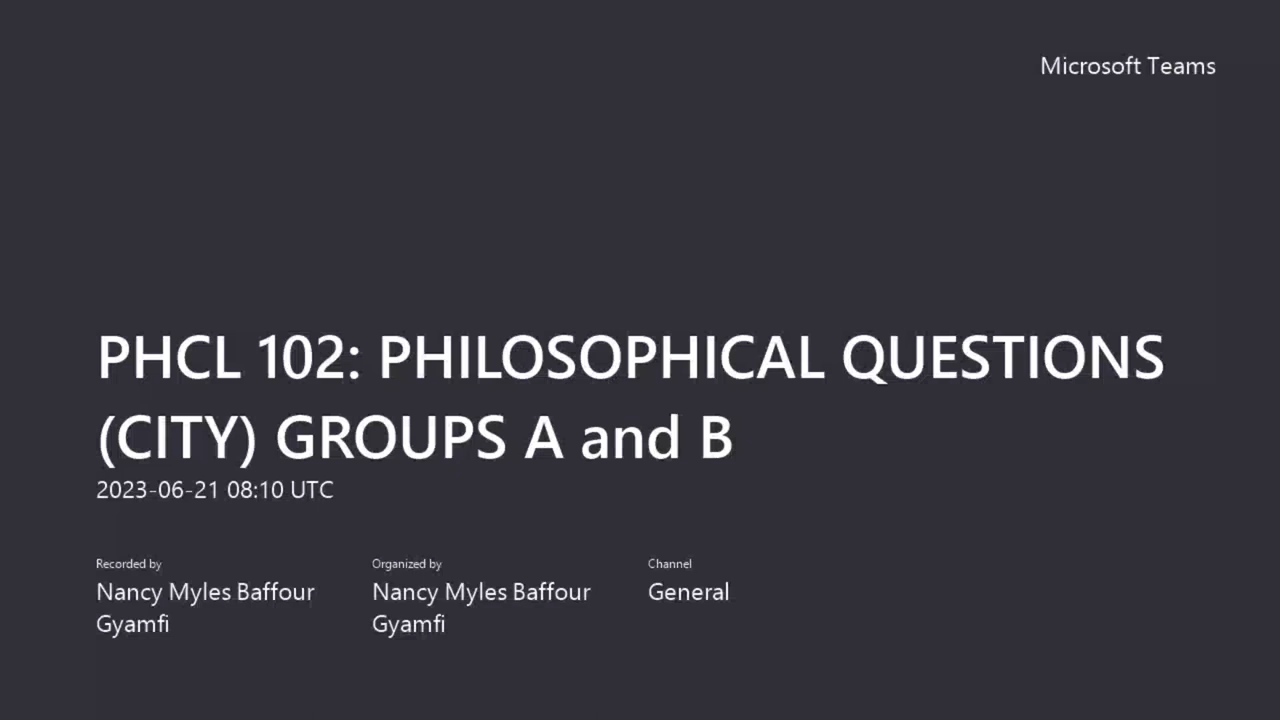 Microsoft Teams
PHCL 102: PHILOSOPHICAL QUESTIONS
(CITY) GROUPS A and B
2023-06-21 08:10 UTC
Recorded by
Nancy Myles Baffour
Gyamfi
Organized by
Nancy Myles Baffour
Gyamfi
Channel
General